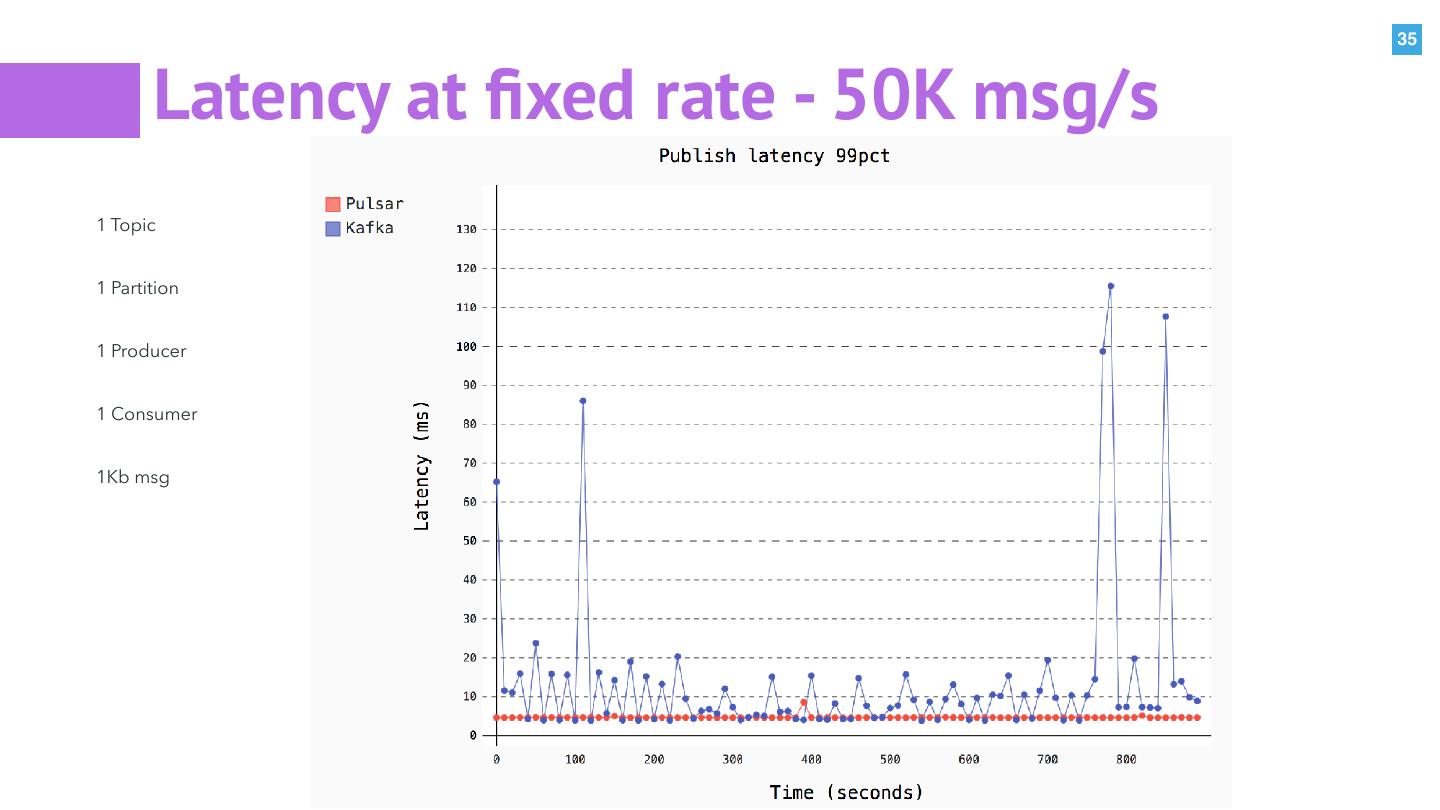 35
Latency at fixed rate - 50K msg/s
1 Topic
1 Partition
1 Producer
1 Consumer
1Kb msg
Publish latency 99pct
Pulsar
Kafka
Latency (ms)
130
120
110
100
90
80
70
60
50
40
30
20
10
0
0 100 200 300 400 500 600 700 800
Time (seconds)